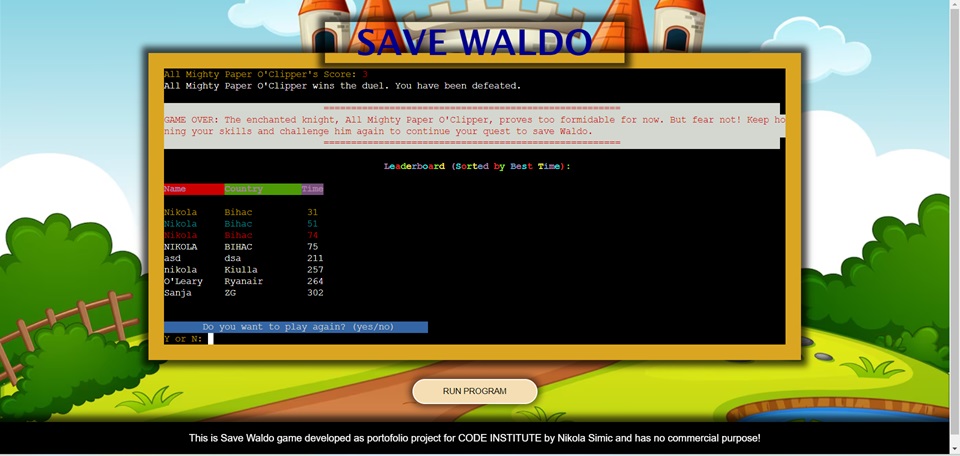 SAVE WALDO
All Mighty Paper O'Clipper's Score: 3
All Mighty Paper O'Clipper wins the duel. You have been defeated.
====================================================
GAME OVER: The enchanted knight, All Mighty Paper O'Clipper, proves too formidable for now. But fear not! Keep ho
ning your skills and challenge him again to continue your quest to save Waldo.
====================================================
Leaderboard (Sorted by Best Time):
Name Country Time
Nikola Bihac 31
Nikola Bihac 51
Nikola Bihac 74
NIKOLA BIHAC 75
asd dsa 211
nikola Kiulla 257
O'Leary Ryanair 264
Sanja ZG 302
Do you want to play again? (yes/no)
Y or N:
RUN PROGRAM
This is Save Waldo game developed as portofolio project for CODE INSTITUTE by Nikola Simic and has no commercial purpose!